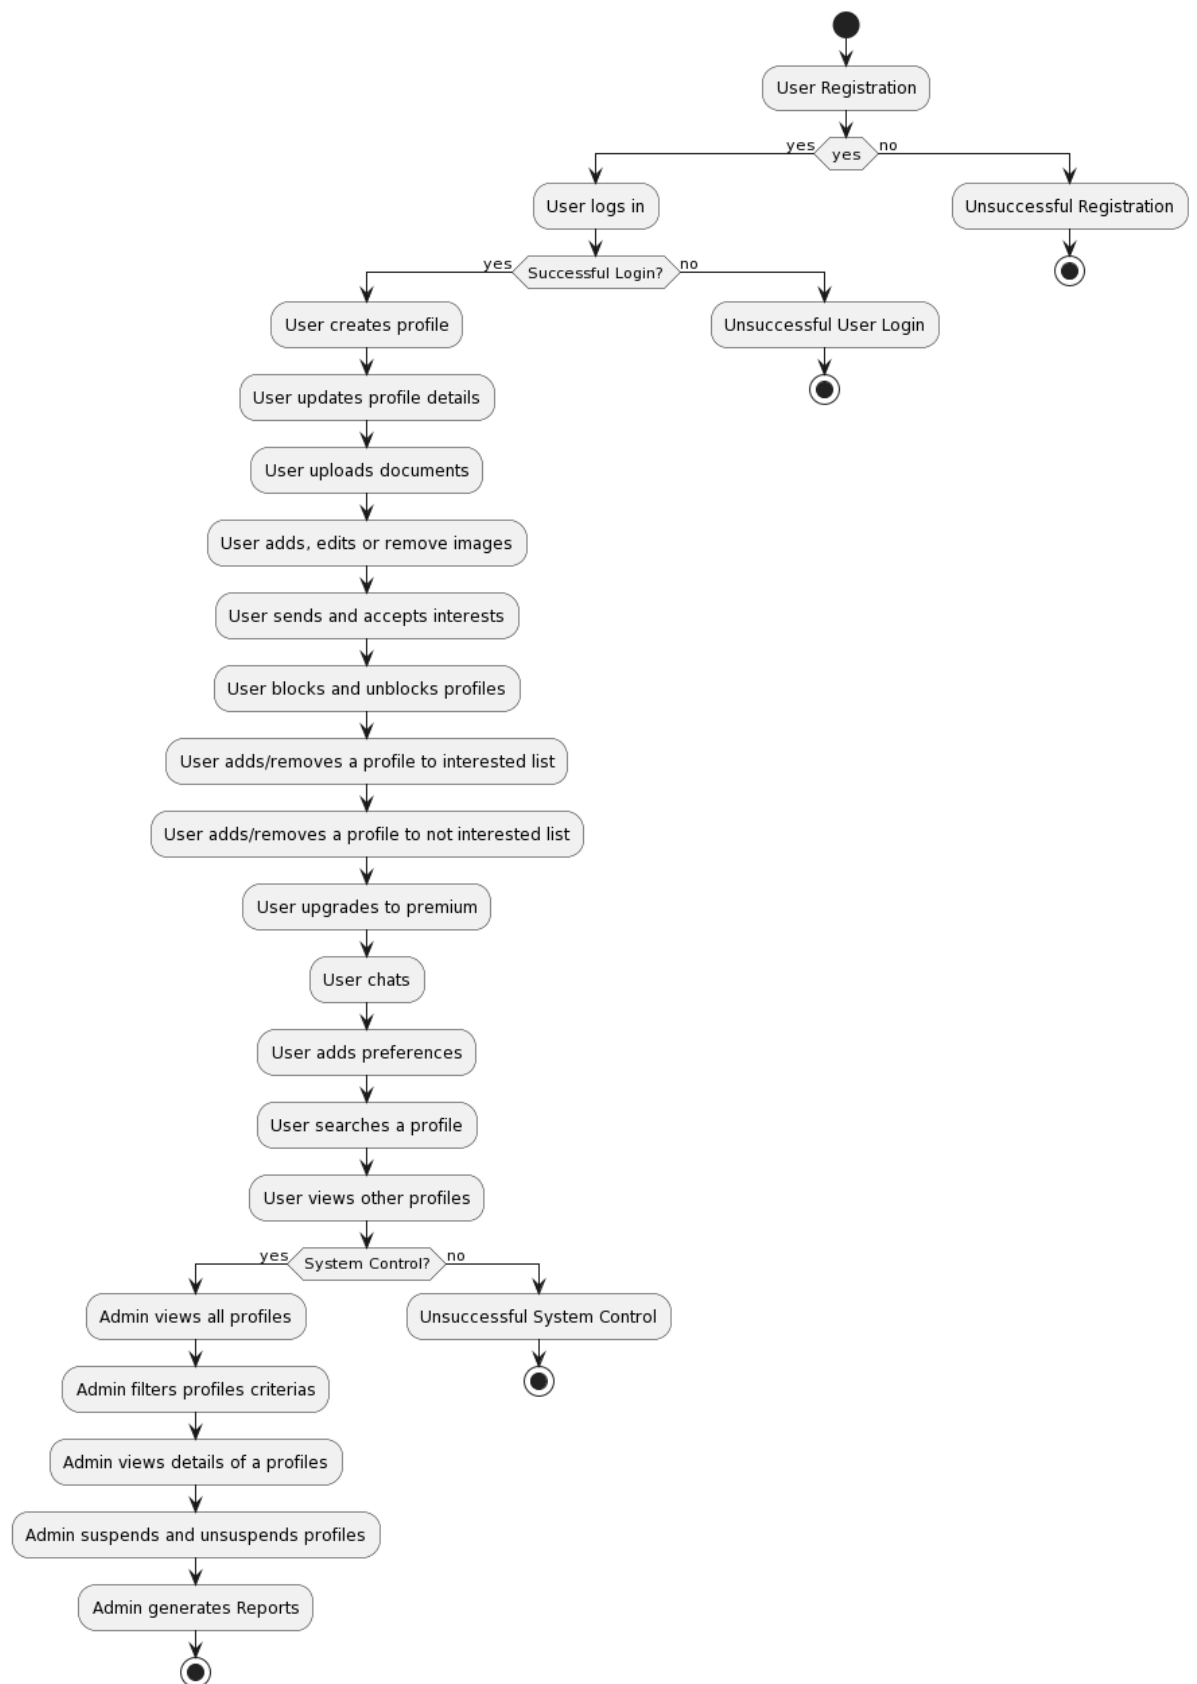 User Registration
yes
yes
no
User logs in
Unsuccessful Registration
yes
Successful Login?
no
User creates profile
Unsuccessful User Login
User updates profile details
User uploads documents
User adds, edits or remove images
User sends and accepts interests
User blocks and unblocks profiles
User adds/removes a profile to interested list
User adds/removes a profile to not interested list
User upgrades to premium
User chats
User adds preferences
User searches a profile
User views other profiles
yes
System Control?
no
Admin views all profiles
Unsuccessful System Control
Admin filters profiles criterias
Admin views details of a profiles
Admin suspends and unsuspends profiles
Admin generates Reports